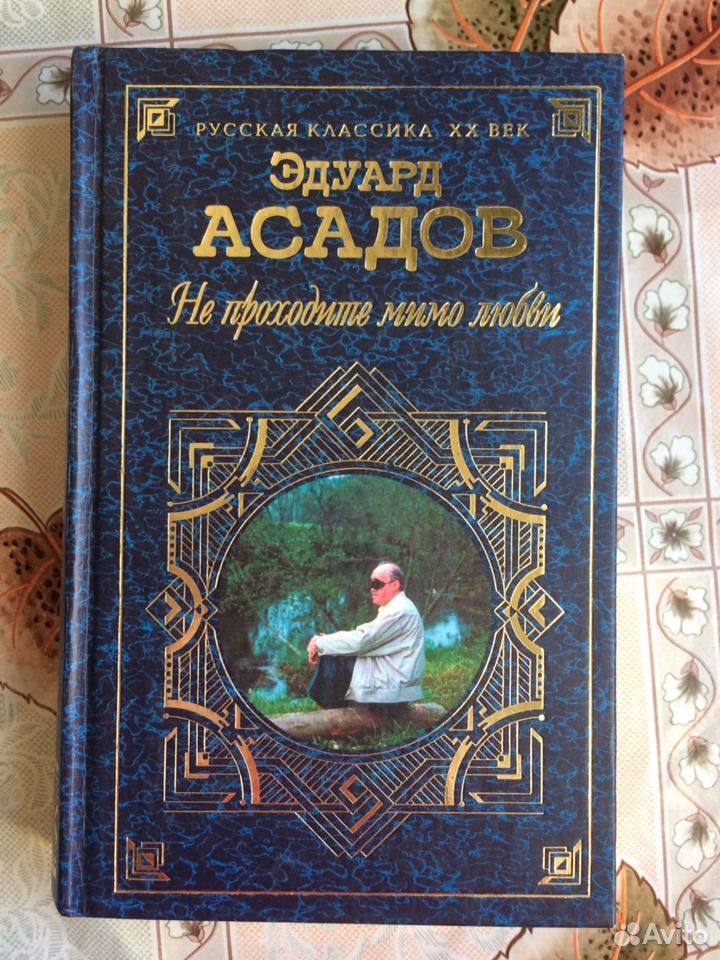 РУССКАЯ КЛАССИКА. XX ВЕК
ЭДУАРД
АСАДОВ
Не проходите мимо любви
Avito